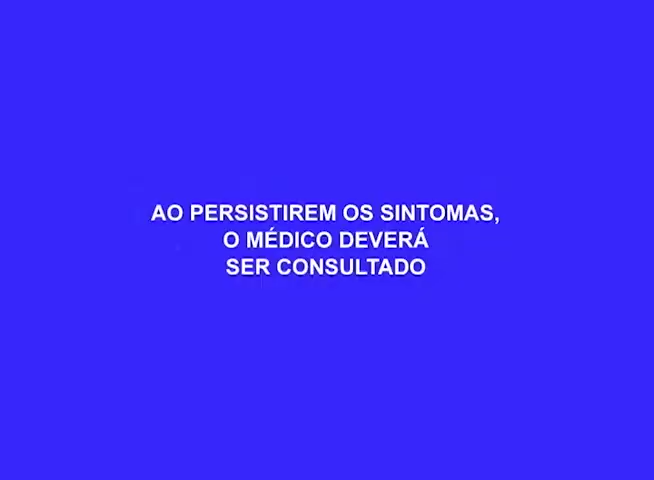 AO PERSISTIREM OS SINTOMAS,
O MÉDICO DEVERÁ
SER CONSULTADO